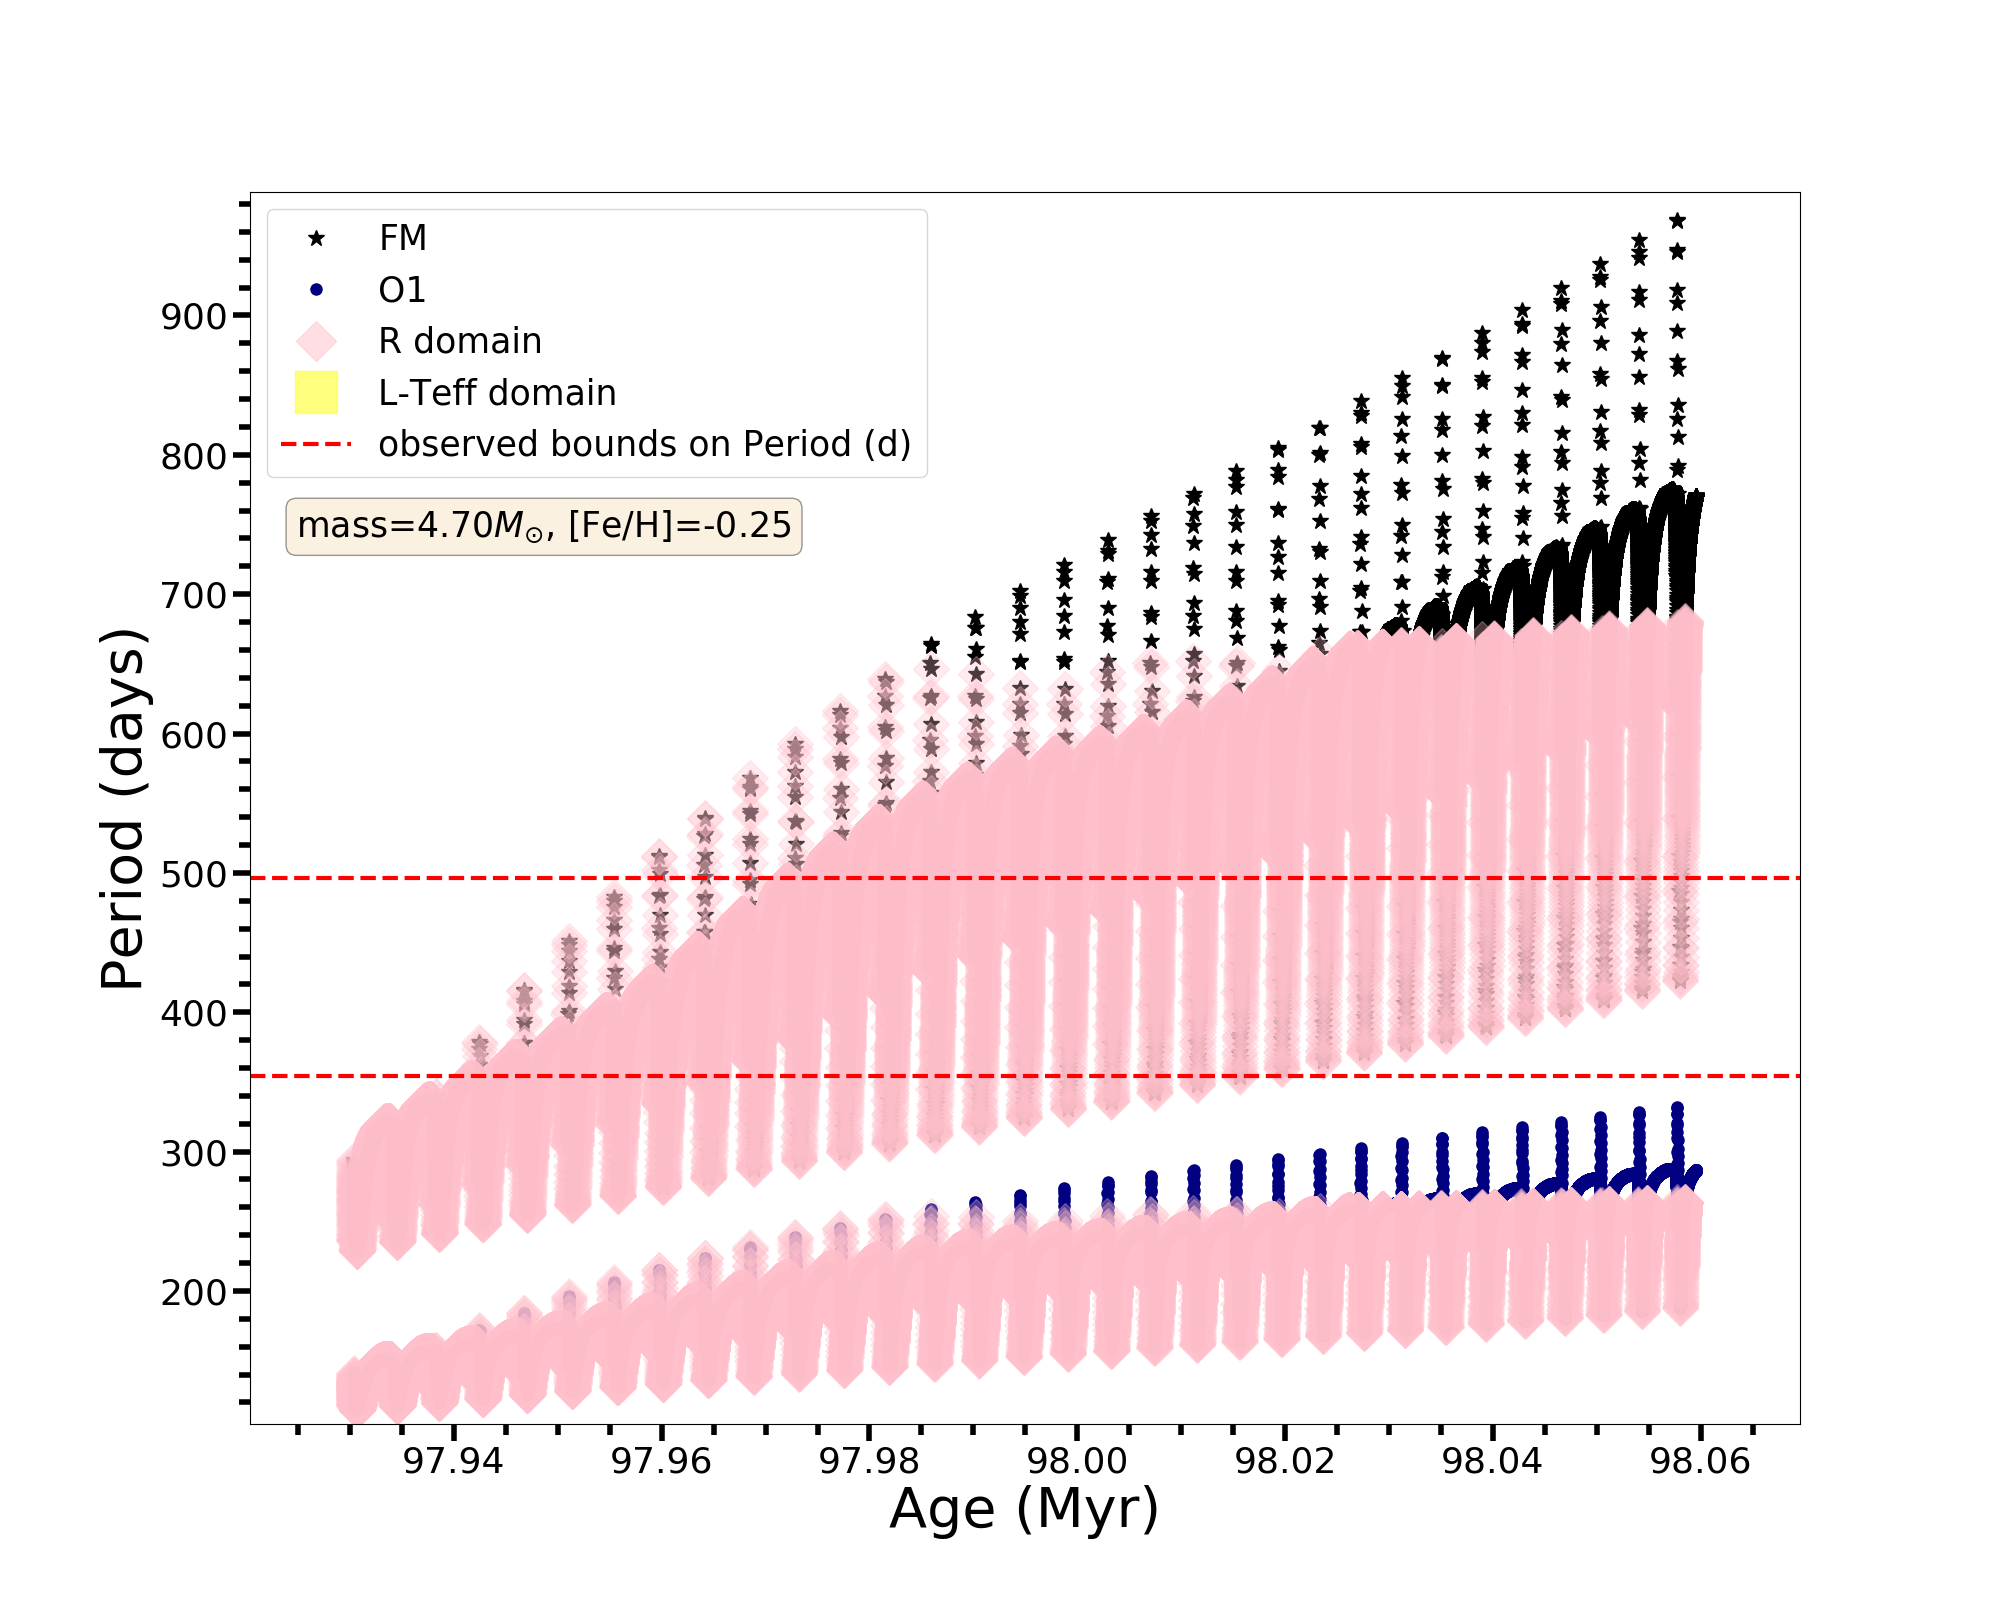 FM
O1
R domain
L-Teff domain
observed bounds on Period (d)
mass=4.70M⊙, [Fe/H]=-0.25
900
800
700
600
500
400
300
200
Period (days)
97.94 97.96 97.98 98.00 98.02 98.04 98.06
Age (Myr)